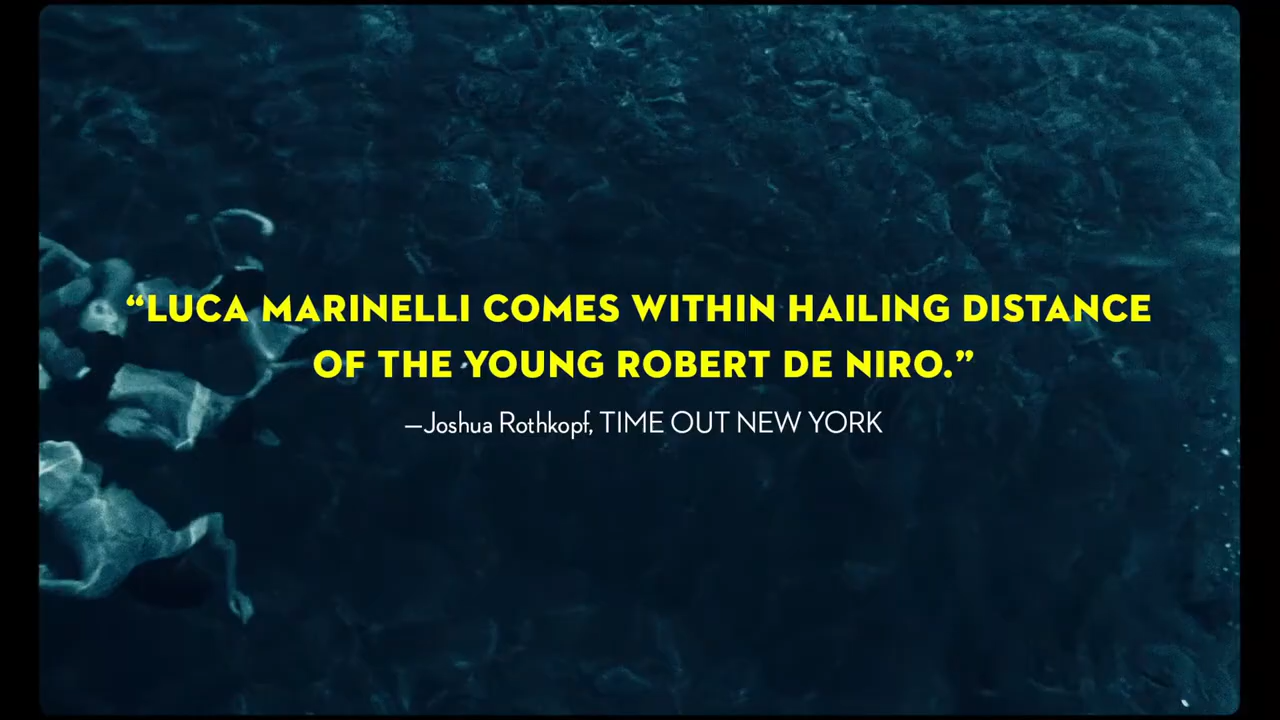 “LUCA MARINELLI COMES WITHIN HAILING DISTANCE
OF THE YOUNG ROBERT DE NIRO.”
—Joshua Rothkopf, TIME OUT NEW YORK